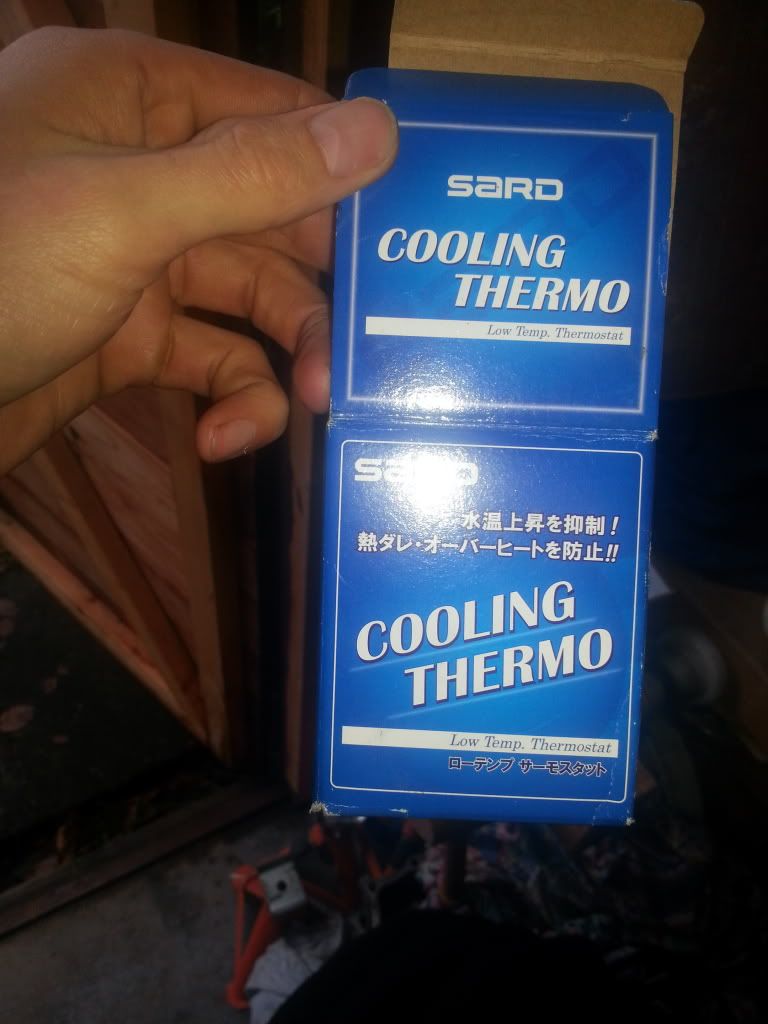 SARD
COOLING
THERMO
Low Temp. Thermostat
SARD
水温上昇を抑制！
熱ダレ・オーバーヒートを防止!!
COOLING
THERMO
Low Temp. Thermostat
ローテンプ サーモスタット